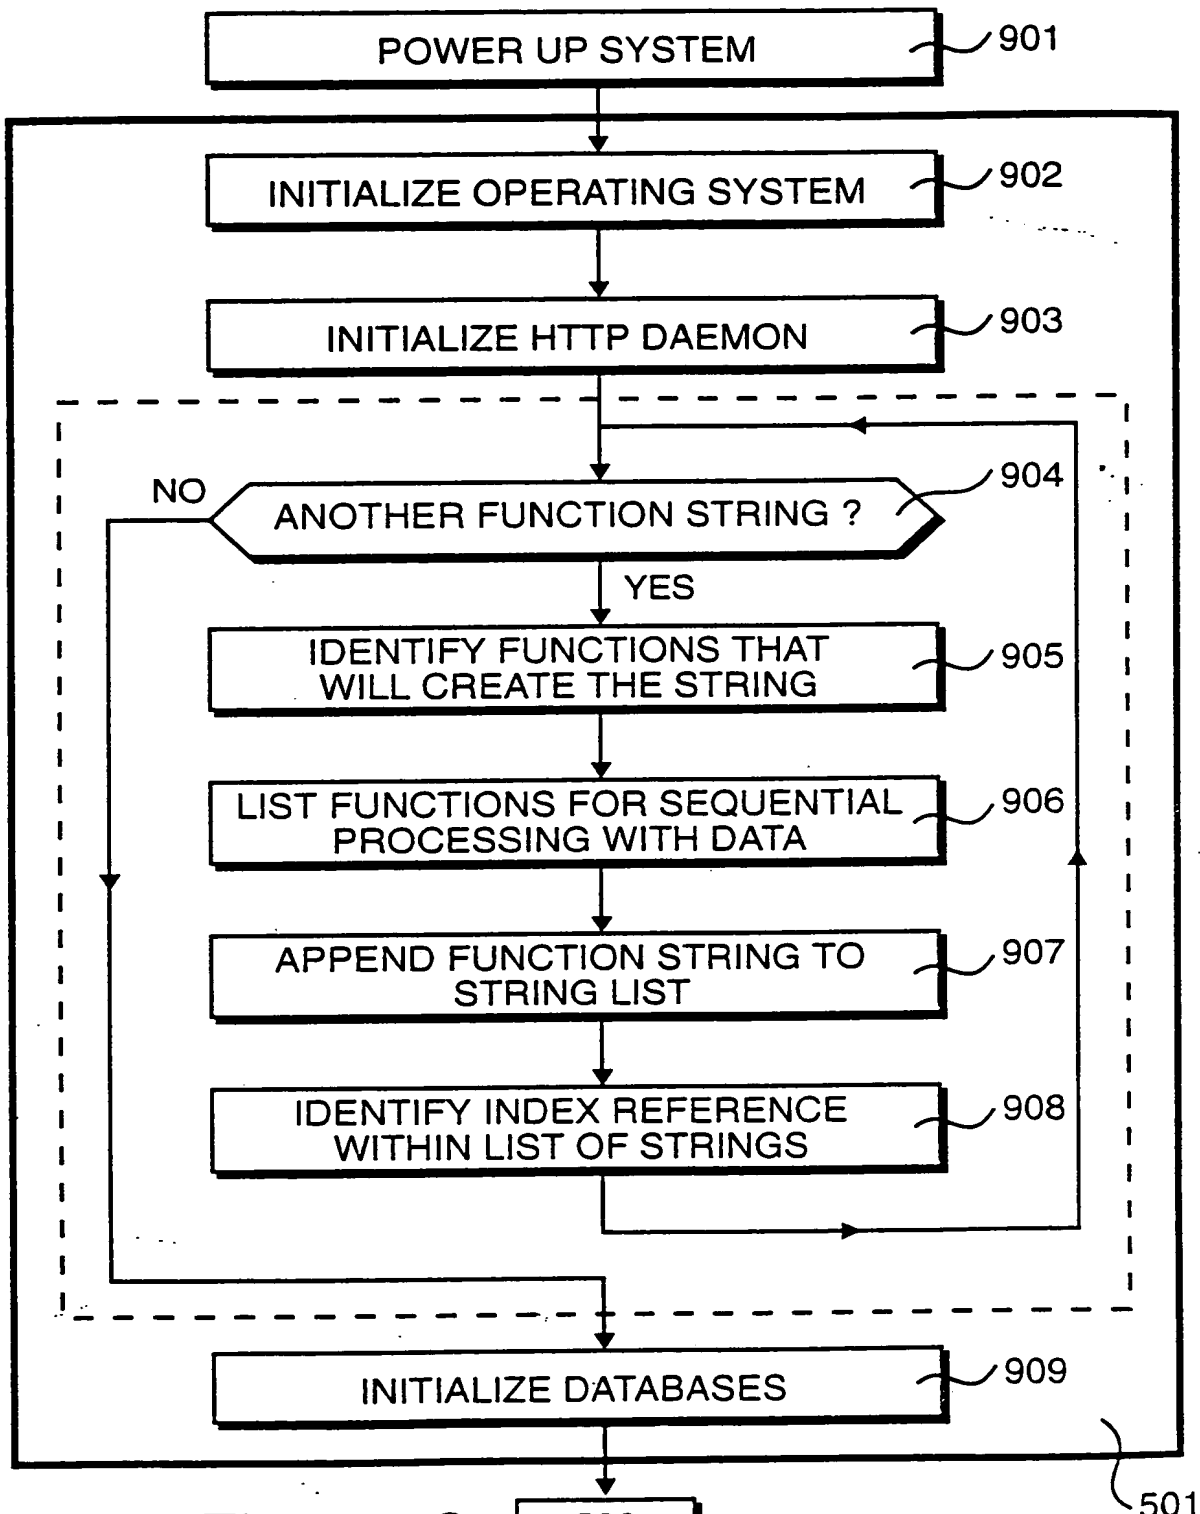 POWER UP SYSTEM
901
INITIALIZE OPERATING SYSTEM
902
INITIALIZE HTTP DAEMON
903
NO
ANOTHER FUNCTION STRING ?
904
YES
IDENTIFY FUNCTIONS THAT
WILL CREATE THE STRING
905
LIST FUNCTIONS FOR SEQUENTIAL
PROCESSING WITH DATA
906
APPEND FUNCTION STRING TO
STRING LIST
907
IDENTIFY INDEX REFERENCE
WITHIN LIST OF STRINGS
908
INITIALIZE DATABASES
909
501